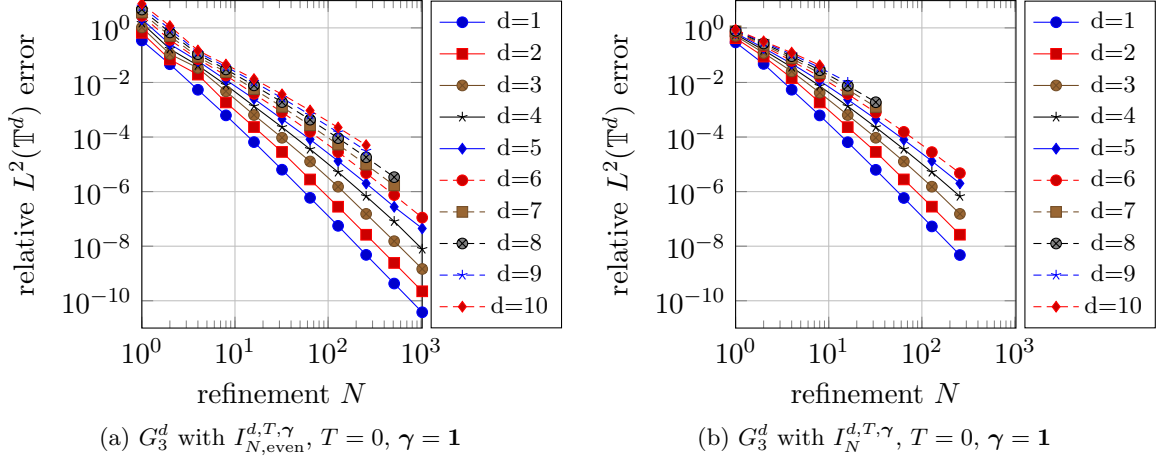 10^0
10^{-2}
10^{-4}
10^{-6}
10^{-8}
10^{-10}
10^0 10^1 10^2 10^3
relative L^2(𝕋^d) error
refinement N
d=1
d=2
d=3
d=4
d=5
d=6
d=7
d=8
d=9
d=10
(a) G_3^d with I_{N,even}^{d,T,𝜸}, T = 0, 𝜸 = 𝟏
10^0
10^{-2}
10^{-4}
10^{-6}
10^{-8}
10^{-10}
10^0 10^1 10^2 10^3
relative L^2(𝕋^d) error
refinement N
d=1
d=2
d=3
d=4
d=5
d=6
d=7
d=8
d=9
d=10
(b) G_3^d with I_N^{d,T,𝜸}, T = 0, 𝜸 = 𝟏